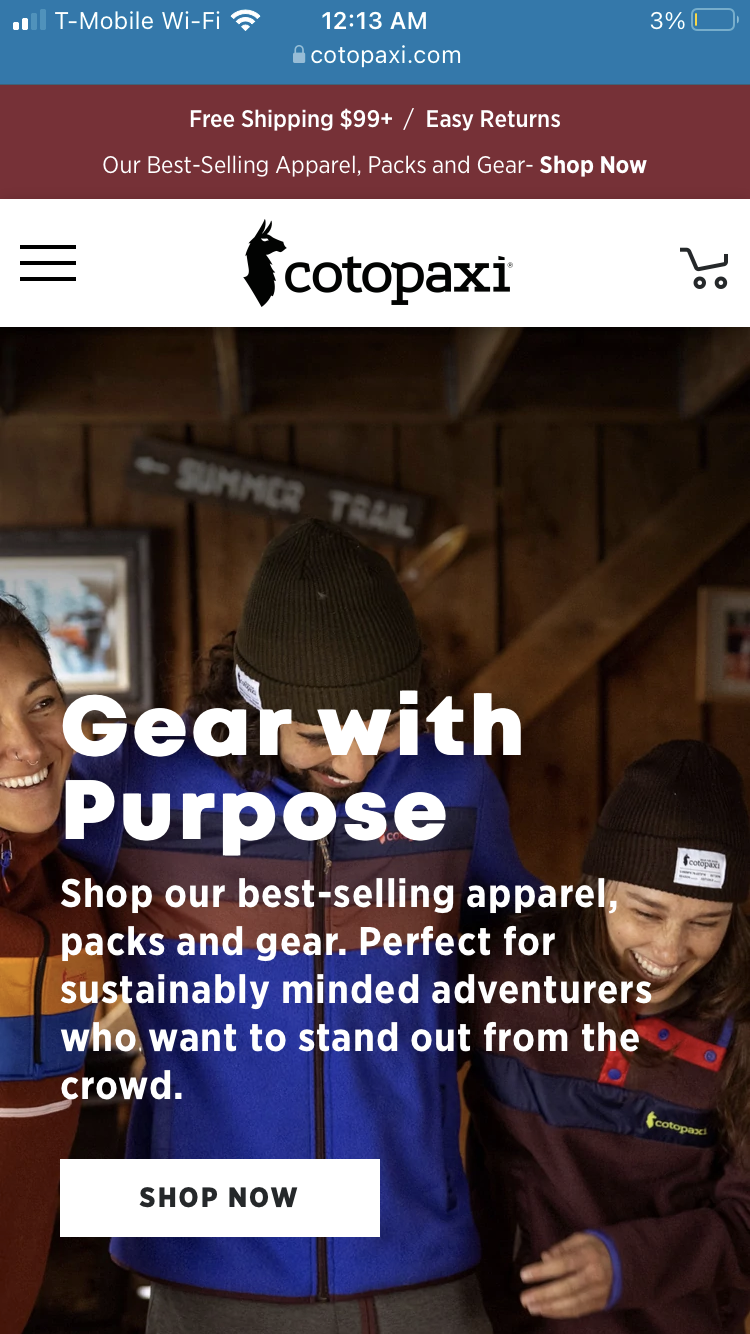 T-Mobile Wi-Fi 12:13 AM 3%
cotopaxi.com
Free Shipping $99+ / Easy Returns
Our Best-Selling Apparel, Packs and Gear- Shop Now
cotopaxi®
SUMMER TRAIL
Gear with
Purpose
Shop our best-selling apparel,
packs and gear. Perfect for
sustainably minded adventurers
who want to stand out from the
crowd.
cotopaxi
cotopaxi
SHOP NOW